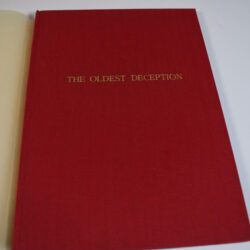 THE OLDEST DECEPTION